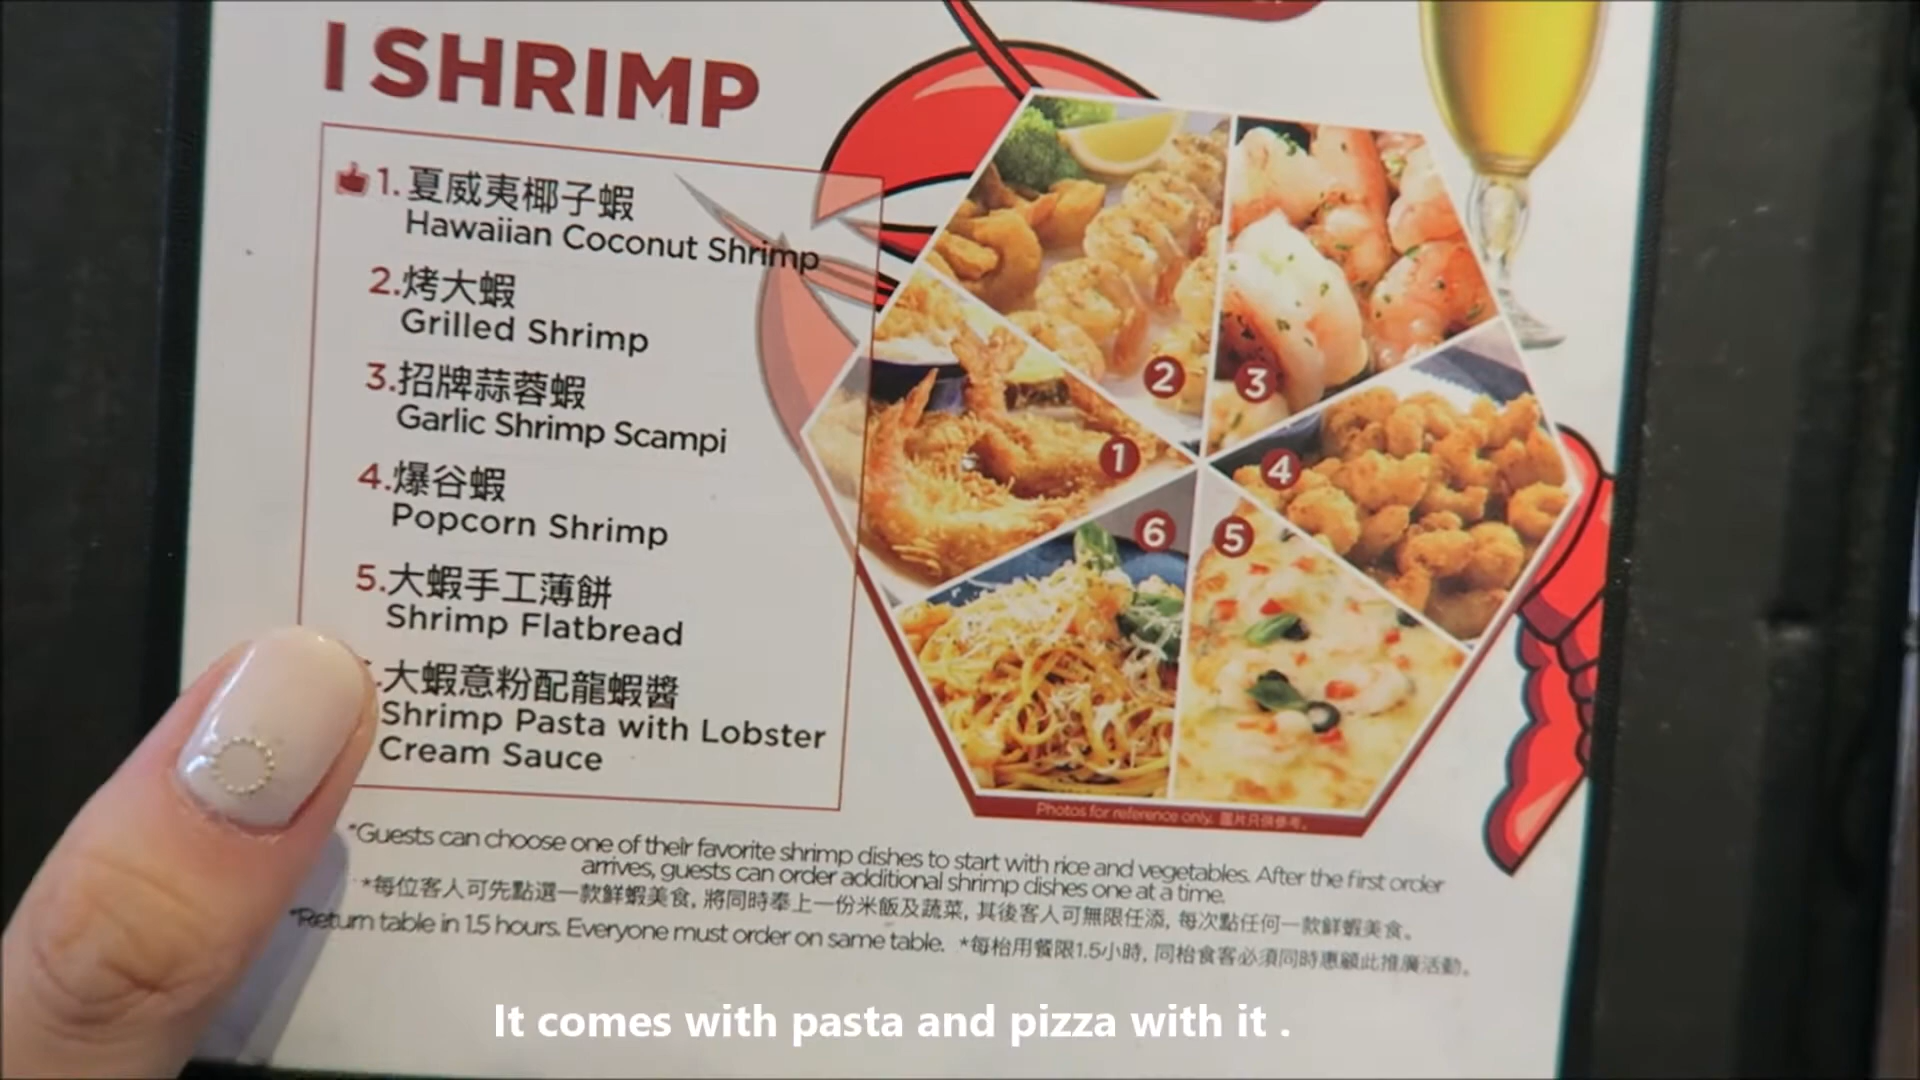 I SHRIMP
1. 夏威夷椰子蝦
Hawaiian Coconut Shrimp
2. 烤大蝦
Grilled Shrimp
3. 招牌蒜蓉蝦
Garlic Shrimp Scampi
4. 爆谷蝦
Popcorn Shrimp
5. 大蝦手工薄餅
Shrimp Flatbread
大蝦意粉配龍蝦醬
Shrimp Pasta with Lobster
Cream Sauce
2
3
1
4
6
5
Photos for reference only. 圖片只供參考。
*Guests can choose one of their favorite shrimp dishes to start with rice and vegetables. After the first order
arrives, guests can order additional shrimp dishes one at a time.
*每位客人可先點選一款鮮蝦美食, 將同時奉上一份米飯及蔬菜, 其後客人可無限任添, 每次點任何一款鮮蝦美食。
*Return table in 1.5 hours. Everyone must order on same table. *每枱用餐限1.5小時, 同枱食客必須同時惠顧此推廣活動。
It comes with pasta and pizza with it .